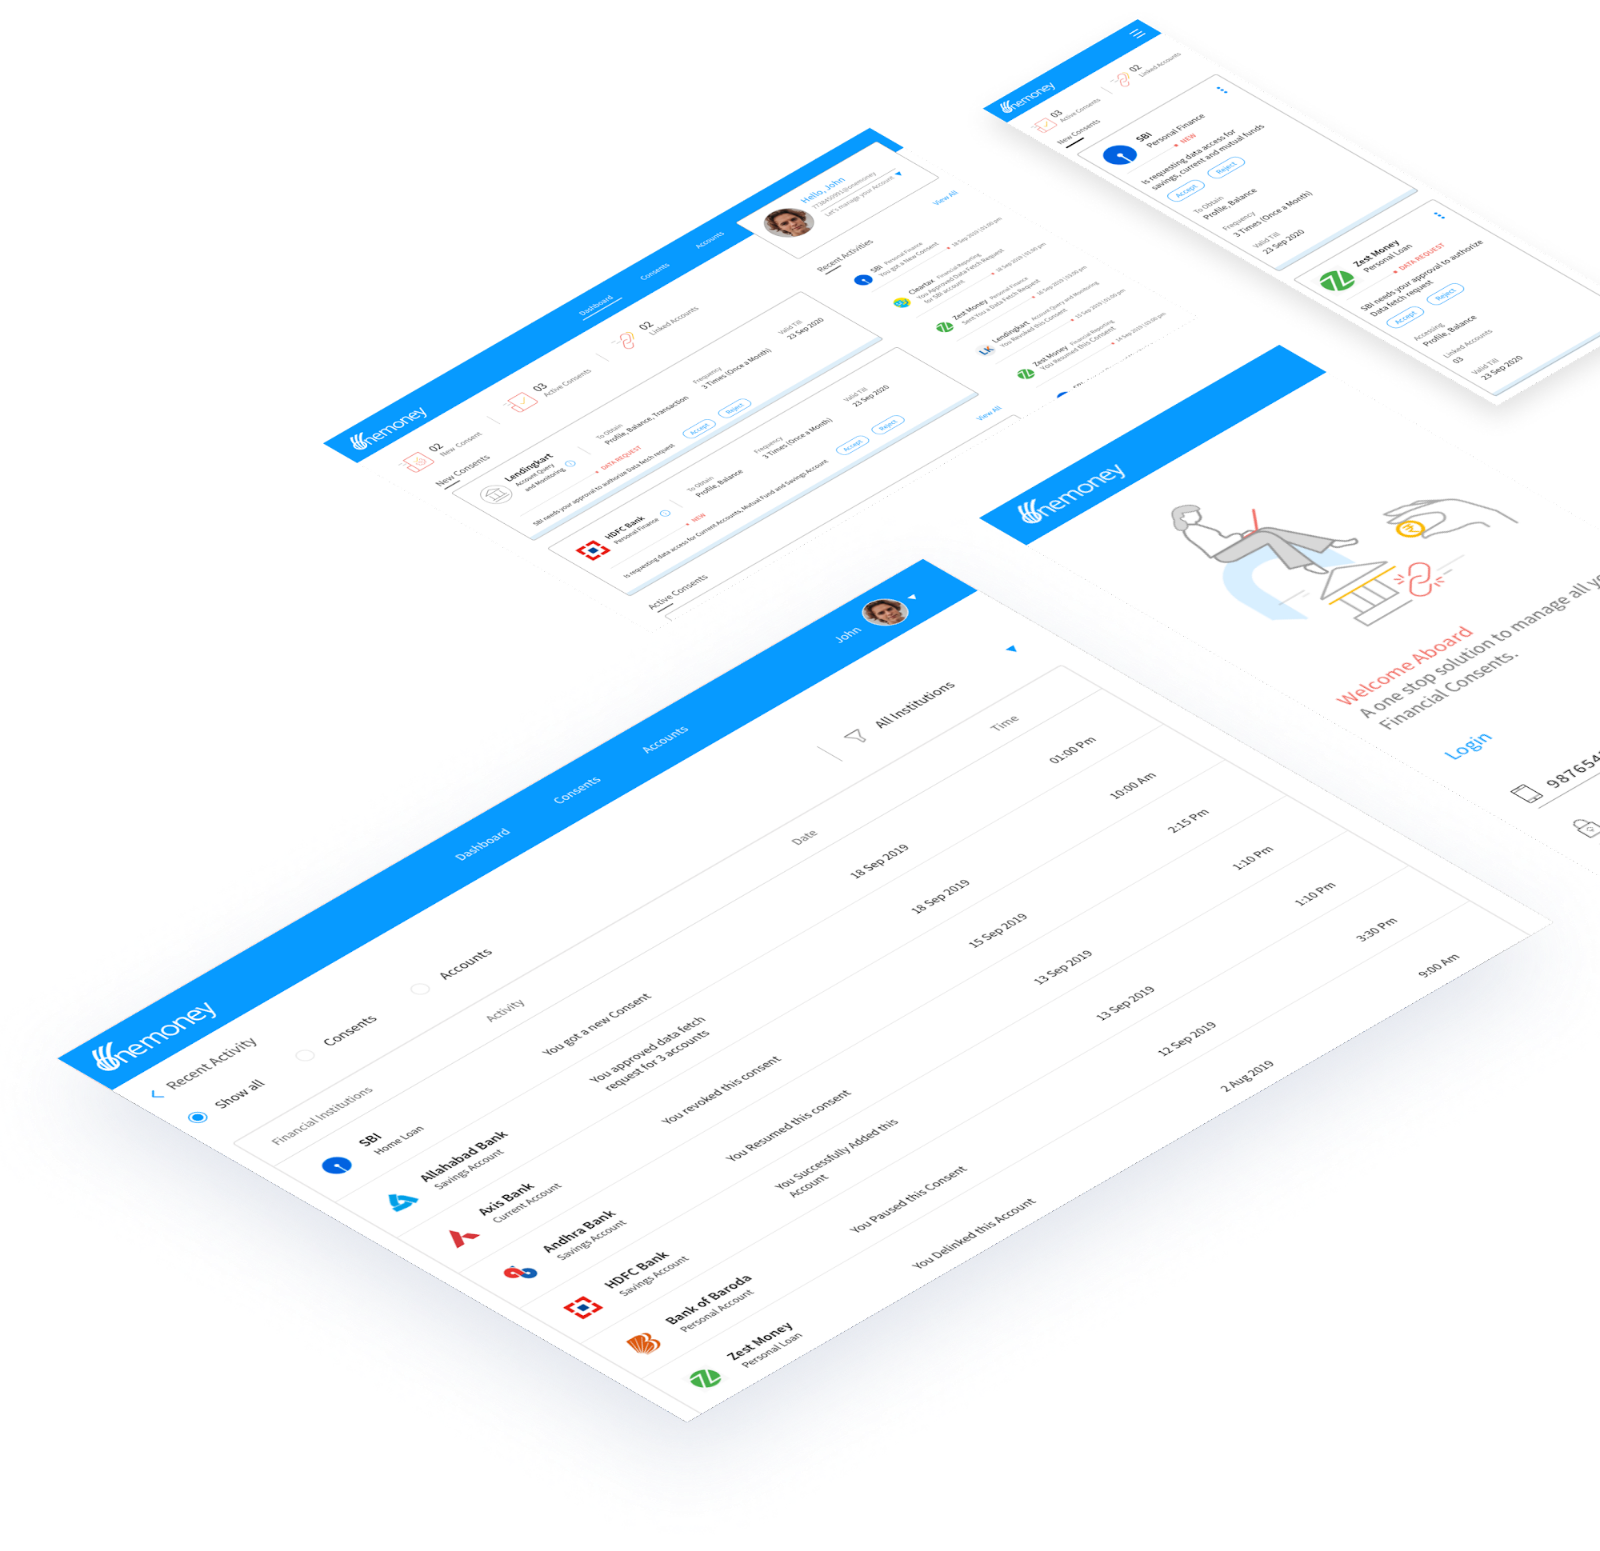 onemoney
Dashboard
Consents
Accounts
Hello, John
7728450991@onemoney
Let's manage your Account
02
New Consent
03
Active Consents
02
Linked Accounts
New Consents
Lendingkart
Account Query
and Monitoring
To Obtain
Profile, Balance, Transaction
Frequency
3 Times (Once a Month)
Valid Till
23 Sep 2020
DATA REQUEST
SBI needs your approval to authorize Data fetch request
Accept
Reject
HDFC Bank
Personal Finance
To Obtain
Profile, Balance
Frequency
3 Times (Once a Month)
Valid Till
23 Sep 2020
NEW
Is requesting data access for Current Accounts, Mutual Fund and Savings Account
Accept
Reject
Active Consents
View All
Recent Activities
View All
SBI Personal Finance
You got a New Consent
18 Sep 2019 | 01:00 pm
Cleartax Financial Reporting
You Approved Data Fetch Request
for SBI account
Zest Money Personal Finance
Sent You a Data Fetch Request
Lendingkart Account Query and Monitoring
You Revoked this Consent
Zest Money Financial Reporting
You Resumed this Consent
onemoney
03
Active Consents
02
Linked Accounts
New Consents
SBI
Personal Finance
NEW
Is requesting data access for
savings, current and mutual funds
Accept
Reject
To Obtain
Profile, Balance
Frequency
3 Times (Once a Month)
Valid Till
23 Sep 2020
Zest Money
Personal Loan
DATA REQUEST
SBI needs your approval to authorize
Data fetch request
Accept
Reject
Accessing
Profile, Balance
Linked Accounts
03
Valid Till
23 Sep 2020
onemoney
Welcome Aboard
A one stop solution to manage all
Financial Consents.
Login
onemoney
Dashboard
Consents
Accounts
John
Recent Activity
Show all
Consents
Accounts
All Institutions
Financial Institutions
Activity
Date
Time
SBI
Home Loan
You got a new Consent
18 Sep 2019
01:00 Pm
Allahabad Bank
Savings Account
You approved data fetch
request for 3 accounts
18 Sep 2019
10:00 Am
Axis Bank
Current Account
You revoked this consent
15 Sep 2019
2:15 Pm
Andhra Bank
Savings Account
You Resumed this consent
13 Sep 2019
1:10 Pm
HDFC Bank
Savings Account
You Successfully Added this
Account
13 Sep 2019
1:10 Pm
Bank of Baroda
Personal Account
You Paused this Consent
12 Sep 2019
3:30 Pm
Zest Money
Personal Loan
You Delinked this Account
2 Aug 2019
9:00 Am